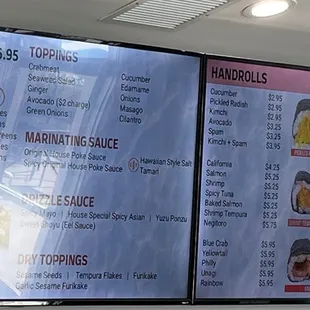 .95
TOPPINGS
Crabmeat
Seaweed Salad
Ginger
Avocado ($2 charge)
Green Onions
Cucumber
Edamame
Onions
Masago
Cilantro
MARINATING SAUCE
Original House Poke Sauce
Spicy Original House Poke Sauce
Hawaiian Style Salt
Tamari
DRIZZLE SAUCE
Spicy Mayo | House Special Spicy Asian | Yuzu Ponzu
Sweet Shoyu (Eel Sauce)
DRY TOPPINGS
Sesame Seeds | Tempura Flakes | Furikake
Garlic Sesame Furikake
HANDROLLS
Cucumber $2.95
Pickled Radish $2.95
Kimchi $2.95
Avocado $3.25
Spam $3.25
Kimchi + Spam $3.95
California $4.25
Salmon $5.25
Shrimp $5.25
Spicy Tuna $5.25
Baked Salmon $5.25
Shrimp Tempura $5.25
Negitoro $5.75
Blue Crab $5.95
Yellowtail $5.95
Philly $5.95
Unagi $5.95
Rainbow $5.95